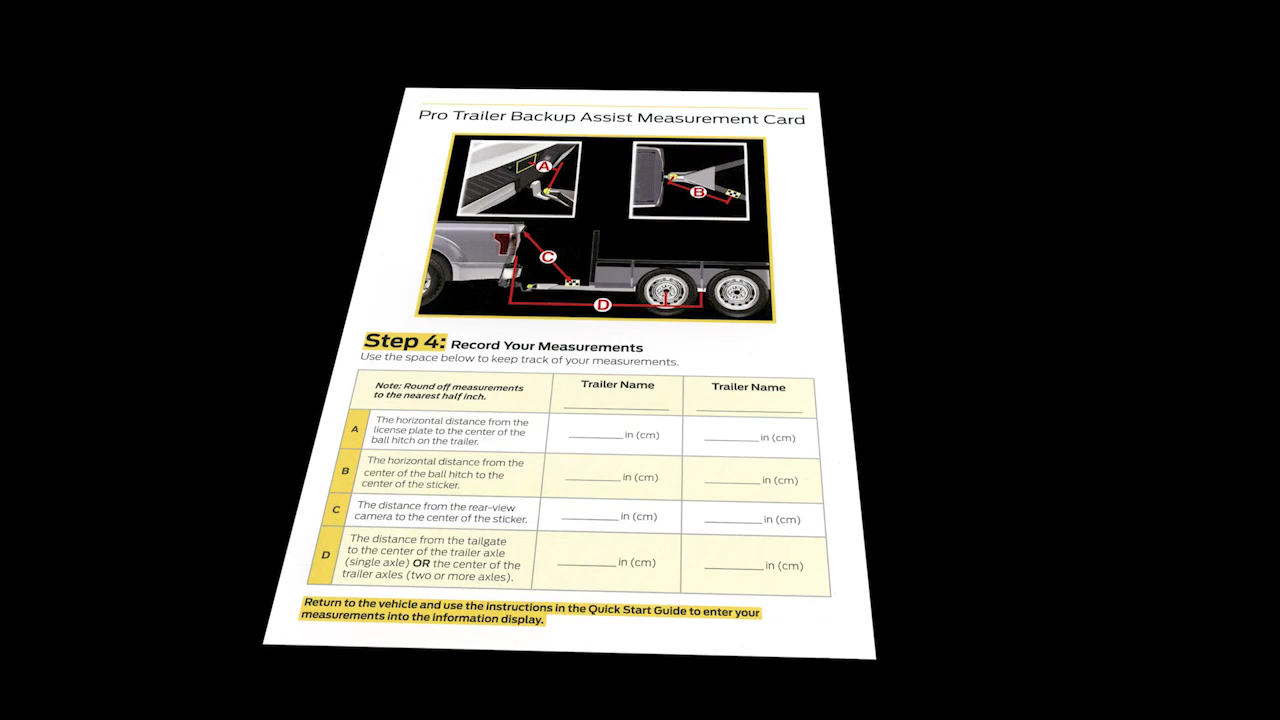 Pro Trailer Backup Assist Measurement Card
A
B
C
D
Step 4: Record Your Measurements
Use the space below to keep track of your measurements.
Note: Round off measurements
to the nearest half inch.
Trailer Name
Trailer Name
A
The horizontal distance from the
license plate to the center of the
ball hitch on the trailer.
in (cm)
in (cm)
B
The horizontal distance from the
center of the ball hitch to the
center of the sticker.
in (cm)
in (cm)
C
The distance from the rear-view
camera to the center of the sticker.
in (cm)
in (cm)
D
The distance from the tailgate
to the center of the trailer axle
(single axle) OR the center of the
trailer axles (two or more axles).
in (cm)
in (cm)
Return to the vehicle and use the instructions in the Quick Start Guide to enter your
measurements into the information display.